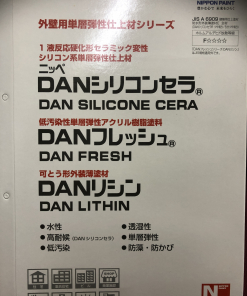 NIPPON PAINT
外壁用単層弾性仕上材シリーズ
JIS A 6909
F☆☆☆☆
1液反応硬化形セラミック変性
シリコン系単層弾性仕上材
ニッペ
DANシリコンセラ®
DAN SILICONE CERA
低汚染性単層弾性アクリル樹脂塗料
DANフレッシュ®
DAN FRESH
可とう形外装薄塗材
DANリシン
DAN LITHIN
●水性
●高耐候(DANシリコンセラ)
●低汚染
●透湿性
●単層弾性
●防藻・防かび
N